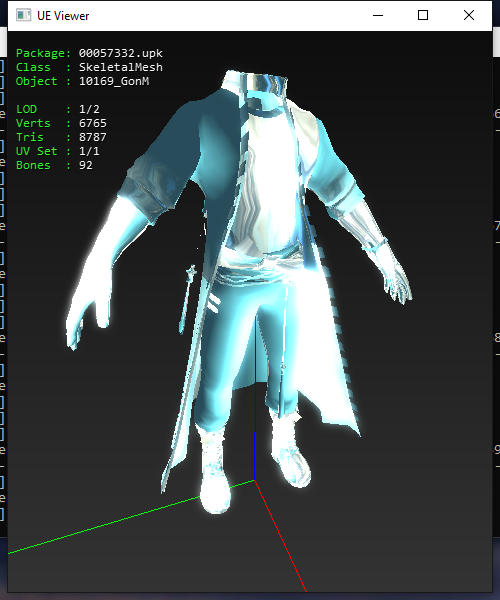 UE Viewer
Package: 00057332.upk
Class : SkeletalMesh
Object : 10169_GonM
LOD : 1/2
Verts : 6765
Tris : 8787
UV Set : 1/1
Bones : 92